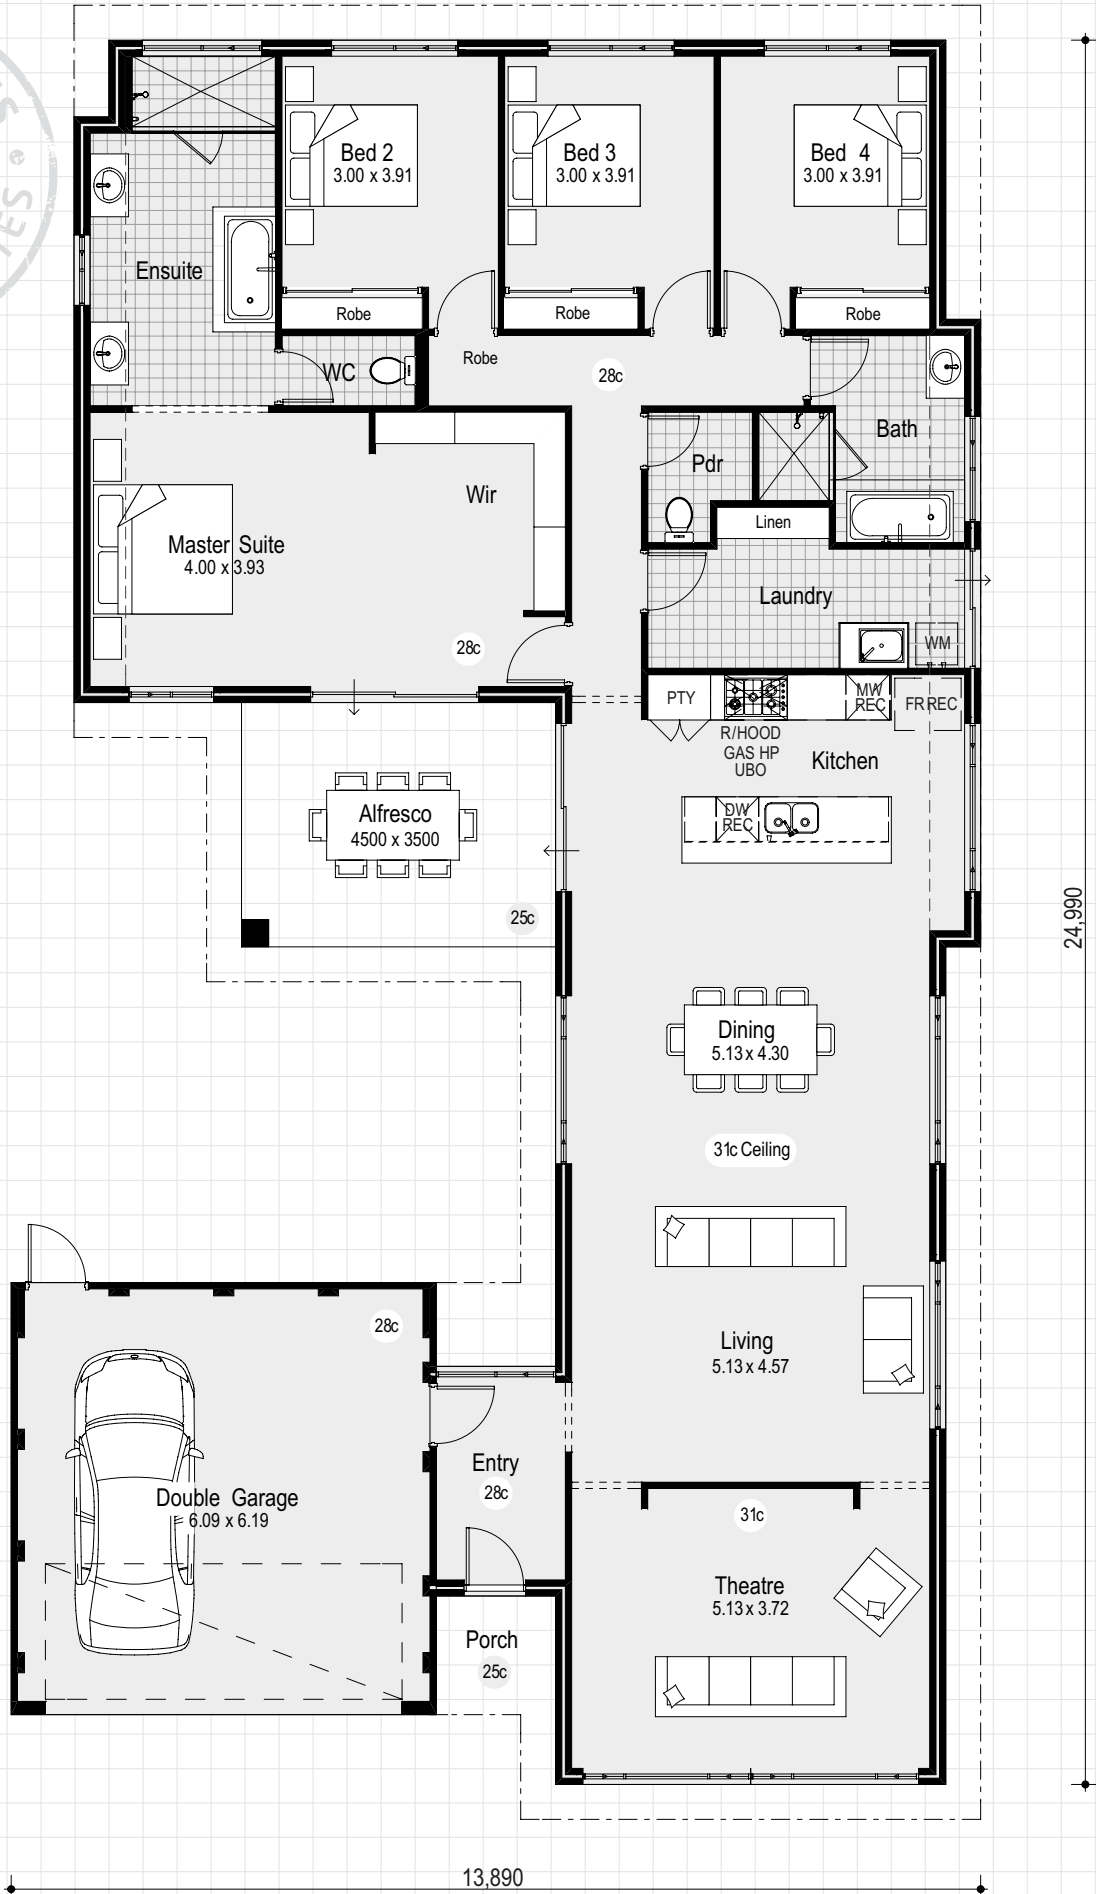 Bed 2
3.00 x 3.91
Bed 3
3.00 x 3.91
Bed 4
3.00 x 3.91
Ensuite
Robe
Robe
Robe
WC
Robe
28c
Bath
Pdr
Wir
Linen
Master Suite
4.00 x 3.93
Laundry
28c
WM
PTY
MW
REC
FR REC
R/HOOD
GAS HP
UBO
Kitchen
Alfresco
4500 x 3500
DW
REC
25c
24,990
Dining
5.13 x 4.30
31c Ceiling
28c
Living
5.13 x 4.57
Entry
28c
Double Garage
6.09 x 6.19
31c
Theatre
5.13 x 3.72
Porch
25c
13,890